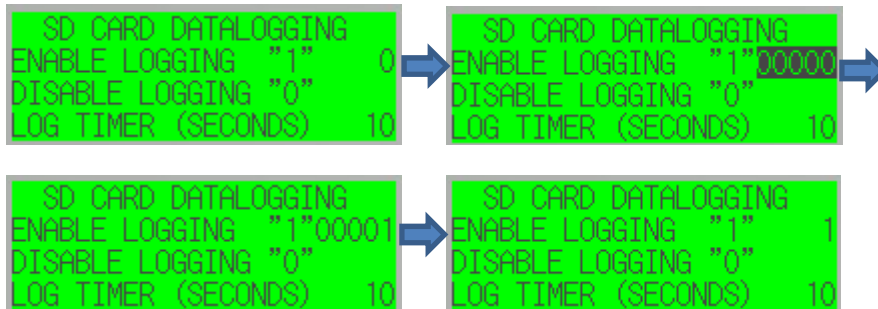 SD CARD DATALOGGING
ENABLE LOGGING "1" 0
DISABLE LOGGING "0"
LOG TIMER (SECONDS) 10
SD CARD DATALOGGING
ENABLE LOGGING "1"00000
DISABLE LOGGING "0"
LOG TIMER (SECONDS) 10
SD CARD DATALOGGING
ENABLE LOGGING "1"00001
DISABLE LOGGING "0"
LOG TIMER (SECONDS) 10
SD CARD DATALOGGING
ENABLE LOGGING "1" 1
DISABLE LOGGING "0"
LOG TIMER (SECONDS) 10